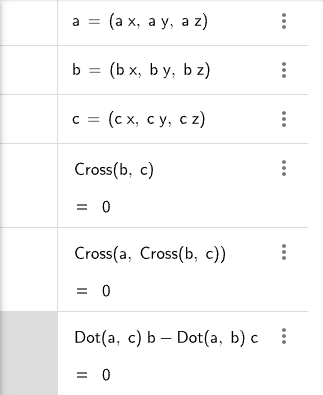 a = (a x, a y, a z)
b = (b x, b y, b z)
c = (c x, c y, c z)
Cross(b, c)
= 0
Cross(a, Cross(b, c))
= 0
Dot(a, c) b − Dot(a, b) c
= 0